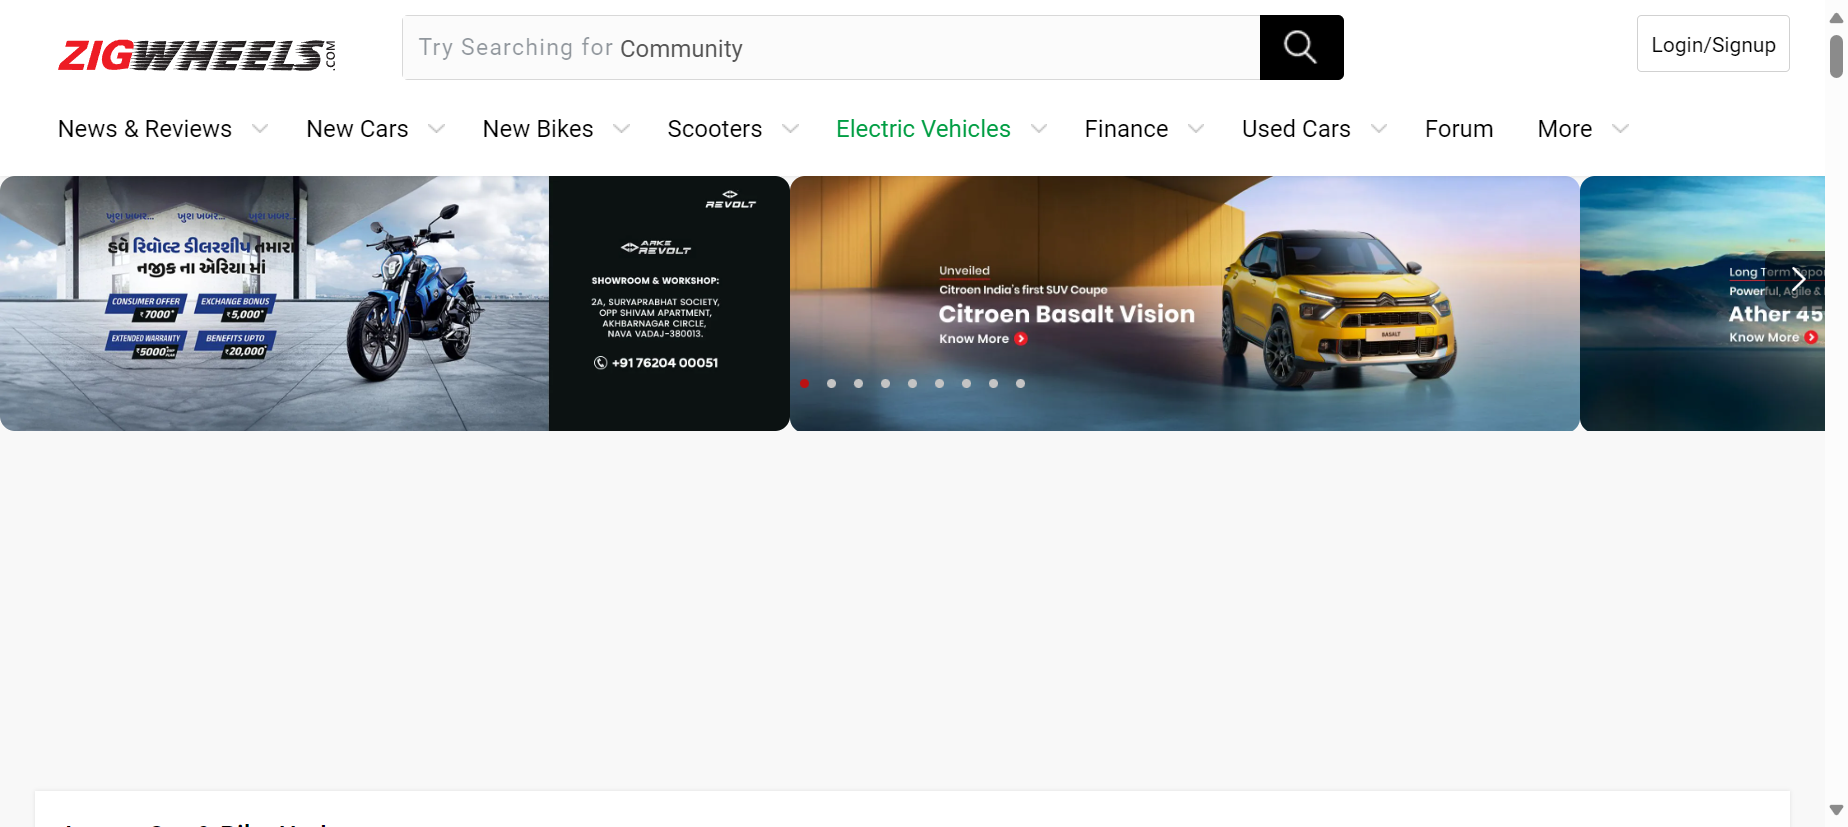 ZIGWHEELS.COM
Try Searching for Community
Login/Signup
News & Reviews
New Cars
New Bikes
Scooters
Electric Vehicles
Finance
Used Cars
Forum
More
ખુશ ખબર... ખુશ ખબર... ખુશ ખબર...
હવે રિવોલ્ટ ડીલરશીપ તમારા
નજીક ના એરિયા માં
CONSUMER OFFER
₹7000*
EXCHANGE BONUS
₹5,000*
EXTENDED WARRANTY
₹5000*
BENEFITS UPTO
₹20,000*
REVOLT
ARKE
REVOLT
SHOWROOM & WORKSHOP:
2A, SURYAPRABHAT SOCIETY,
OPP SHIVAM APARTMENT,
AKHBARNAGAR CIRCLE,
NAVA VADAJ-380013.
+91 76204 00051
Unveiled
Citroen India's first SUV Coupe
Citroen Basalt Vision
Know More
BASALT
Long Term Repor
Powerful, Agile &
Ather 45
Know More